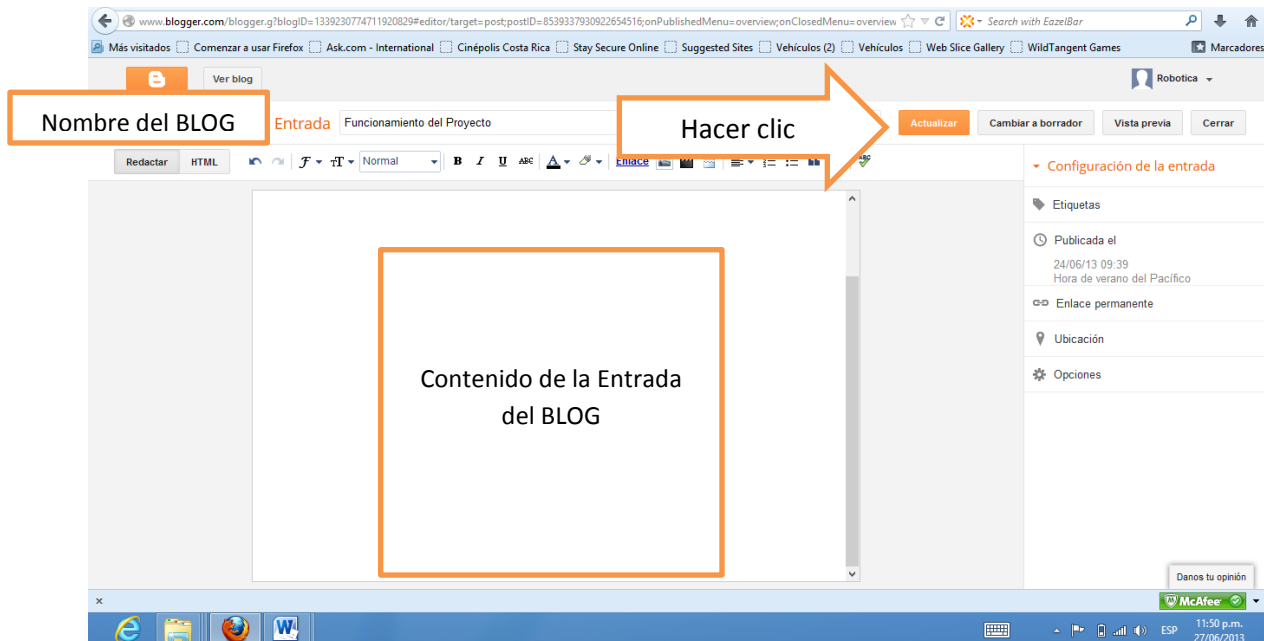 www.blogger.com/blogger.g?blogID=1339230774711920829#editor/target=post;postID=8539337930922654516;onPublishedMenu=overview;onClosedMenu=overview
Search with EazelBar
Más visitados Comenzar a usar Firefox Ask.com - International Cinépolis Costa Rica Stay Secure Online Suggested Sites Vehículos (2) Vehículos Web Slice Gallery WildTangent Games Marcadores
Ver blog
Robotica
Nombre del BLOG
Entrada
Funcionamiento del Proyecto
Hacer clic
Actualizar
Cambiar a borrador
Vista previa
Cerrar
Redactar
HTML
Normal
B I U ABC A
Enlace
ABC
Configuración de la entrada
Etiquetas
Publicada el
24/06/13 09:39
Hora de verano del Pacífico
Enlace permanente
Ubicación
Opciones
Contenido de la Entrada
del BLOG
Danos tu opinión
x
McAfee
ESP
11:50 p.m.
27/06/2013